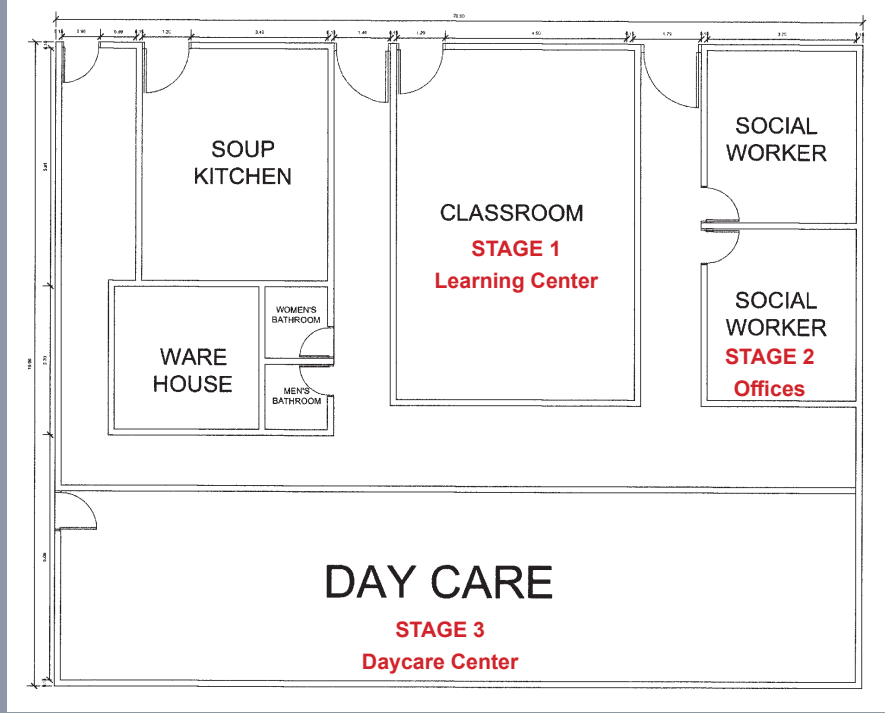 SOUP
KITCHEN
SOCIAL
WORKER
CLASSROOM
STAGE 1
Learning Center
WOMEN'S
BATHROOM
WARE
HOUSE
MEN'S
BATHROOM
SOCIAL
WORKER
STAGE 2
Offices
DAY CARE
STAGE 3
Daycare Center